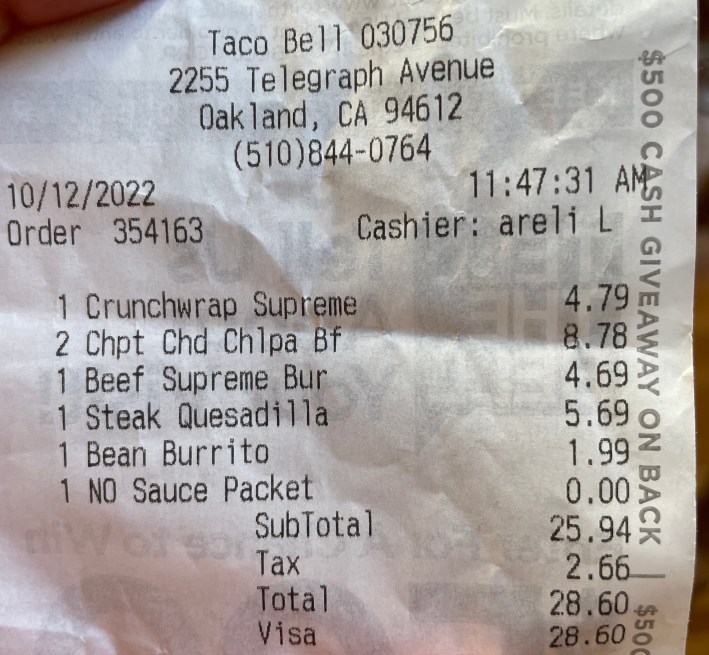 Taco Bell 030756
2255 Telegraph Avenue
Oakland, CA 94612
(510)844-0764
10/12/2022 11:47:31 AM
Order 354163 Cashier: areli L
1 Crunchwrap Supreme 4.79
2 Chpt Chd Chlpa Bf 8.78
1 Beef Supreme Bur 4.69
1 Steak Quesadilla 5.69
1 Bean Burrito 1.99
1 NO Sauce Packet 0.00
SubTotal 25.94
Tax 2.66
Total 28.60
Visa 28.60
$500 CASH GIVEAWAY ON BACK | $500